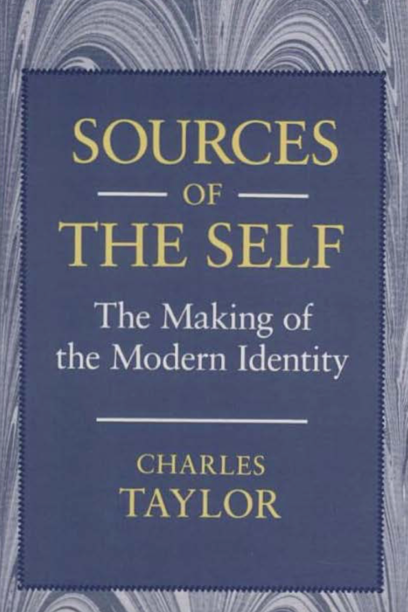 SOURCES
OF
THE SELF
The Making of
the Modern Identity
CHARLES
TAYLOR